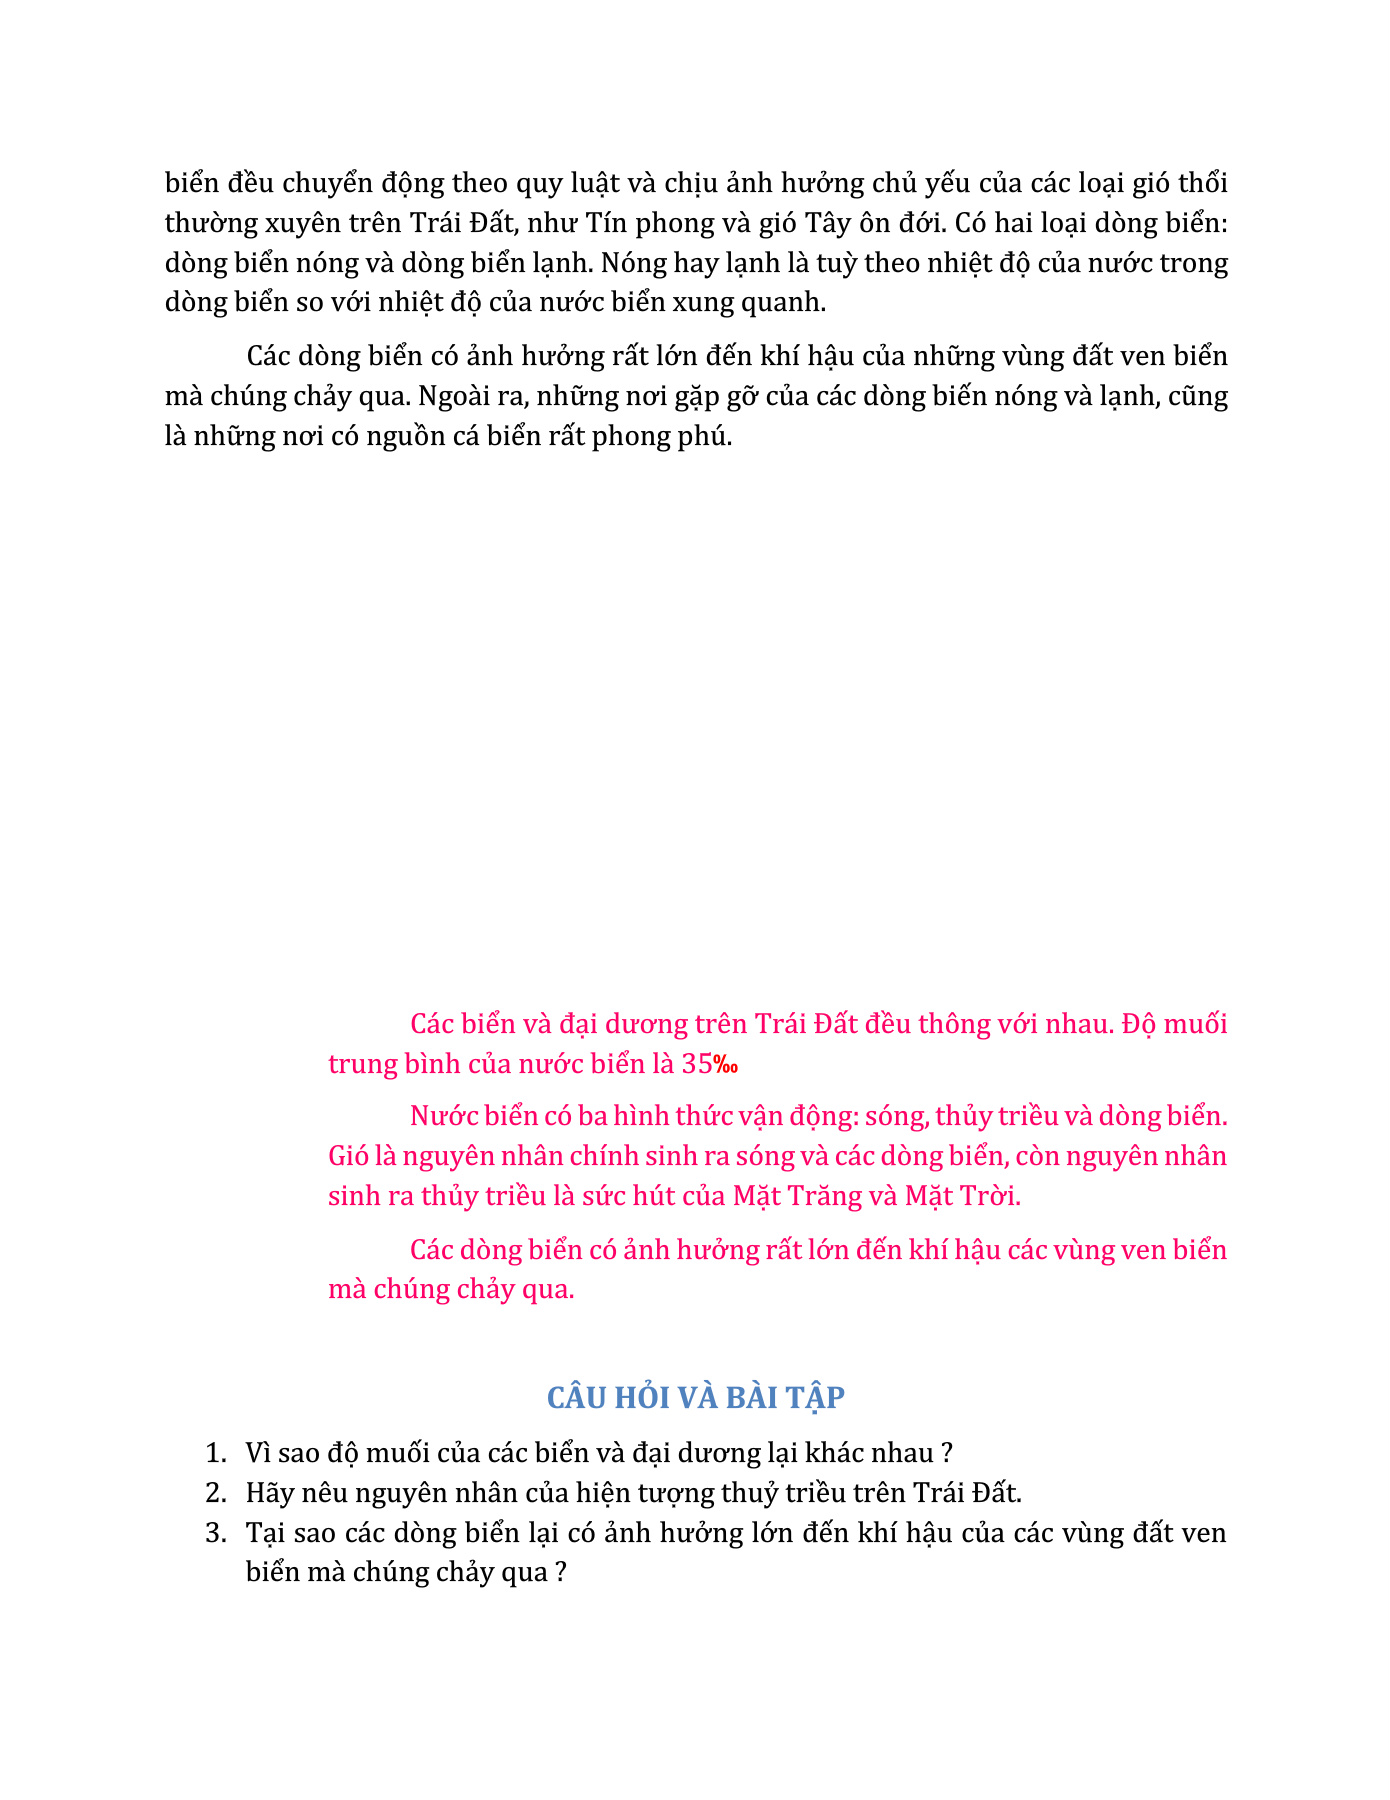 biển đều chuyển động theo quy luật và chịu ảnh hưởng chủ yếu của các loại gió thổi
thường xuyên trên Trái Đất, như Tín phong và gió Tây ôn đới. Có hai loại dòng biển:
dòng biển nóng và dòng biển lạnh. Nóng hay lạnh là tuỳ theo nhiệt độ của nước trong
dòng biển so với nhiệt độ của nước biển xung quanh.
Các dòng biển có ảnh hưởng rất lớn đến khí hậu của những vùng đất ven biển
mà chúng chảy qua. Ngoài ra, những nơi gặp gỡ của các dòng biến nóng và lạnh, cũng
là những nơi có nguồn cá biển rất phong phú.
Các biển và đại dương trên Trái Đất đều thông với nhau. Độ muối
trung bình của nước biển là 35‰
Nước biển có ba hình thức vận động: sóng, thủy triều và dòng biển.
Gió là nguyên nhân chính sinh ra sóng và các dòng biển, còn nguyên nhân
sinh ra thủy triều là sức hút của Mặt Trăng và Mặt Trời.
Các dòng biển có ảnh hưởng rất lớn đến khí hậu các vùng ven biển
mà chúng chảy qua.
CÂU HỎI VÀ BÀI TẬP
1. Vì sao độ muối của các biển và đại dương lại khác nhau ?
2. Hãy nêu nguyên nhân của hiện tượng thuỷ triều trên Trái Đất.
3. Tại sao các dòng biển lại có ảnh hưởng lớn đến khí hậu của các vùng đất ven
biển mà chúng chảy qua ?